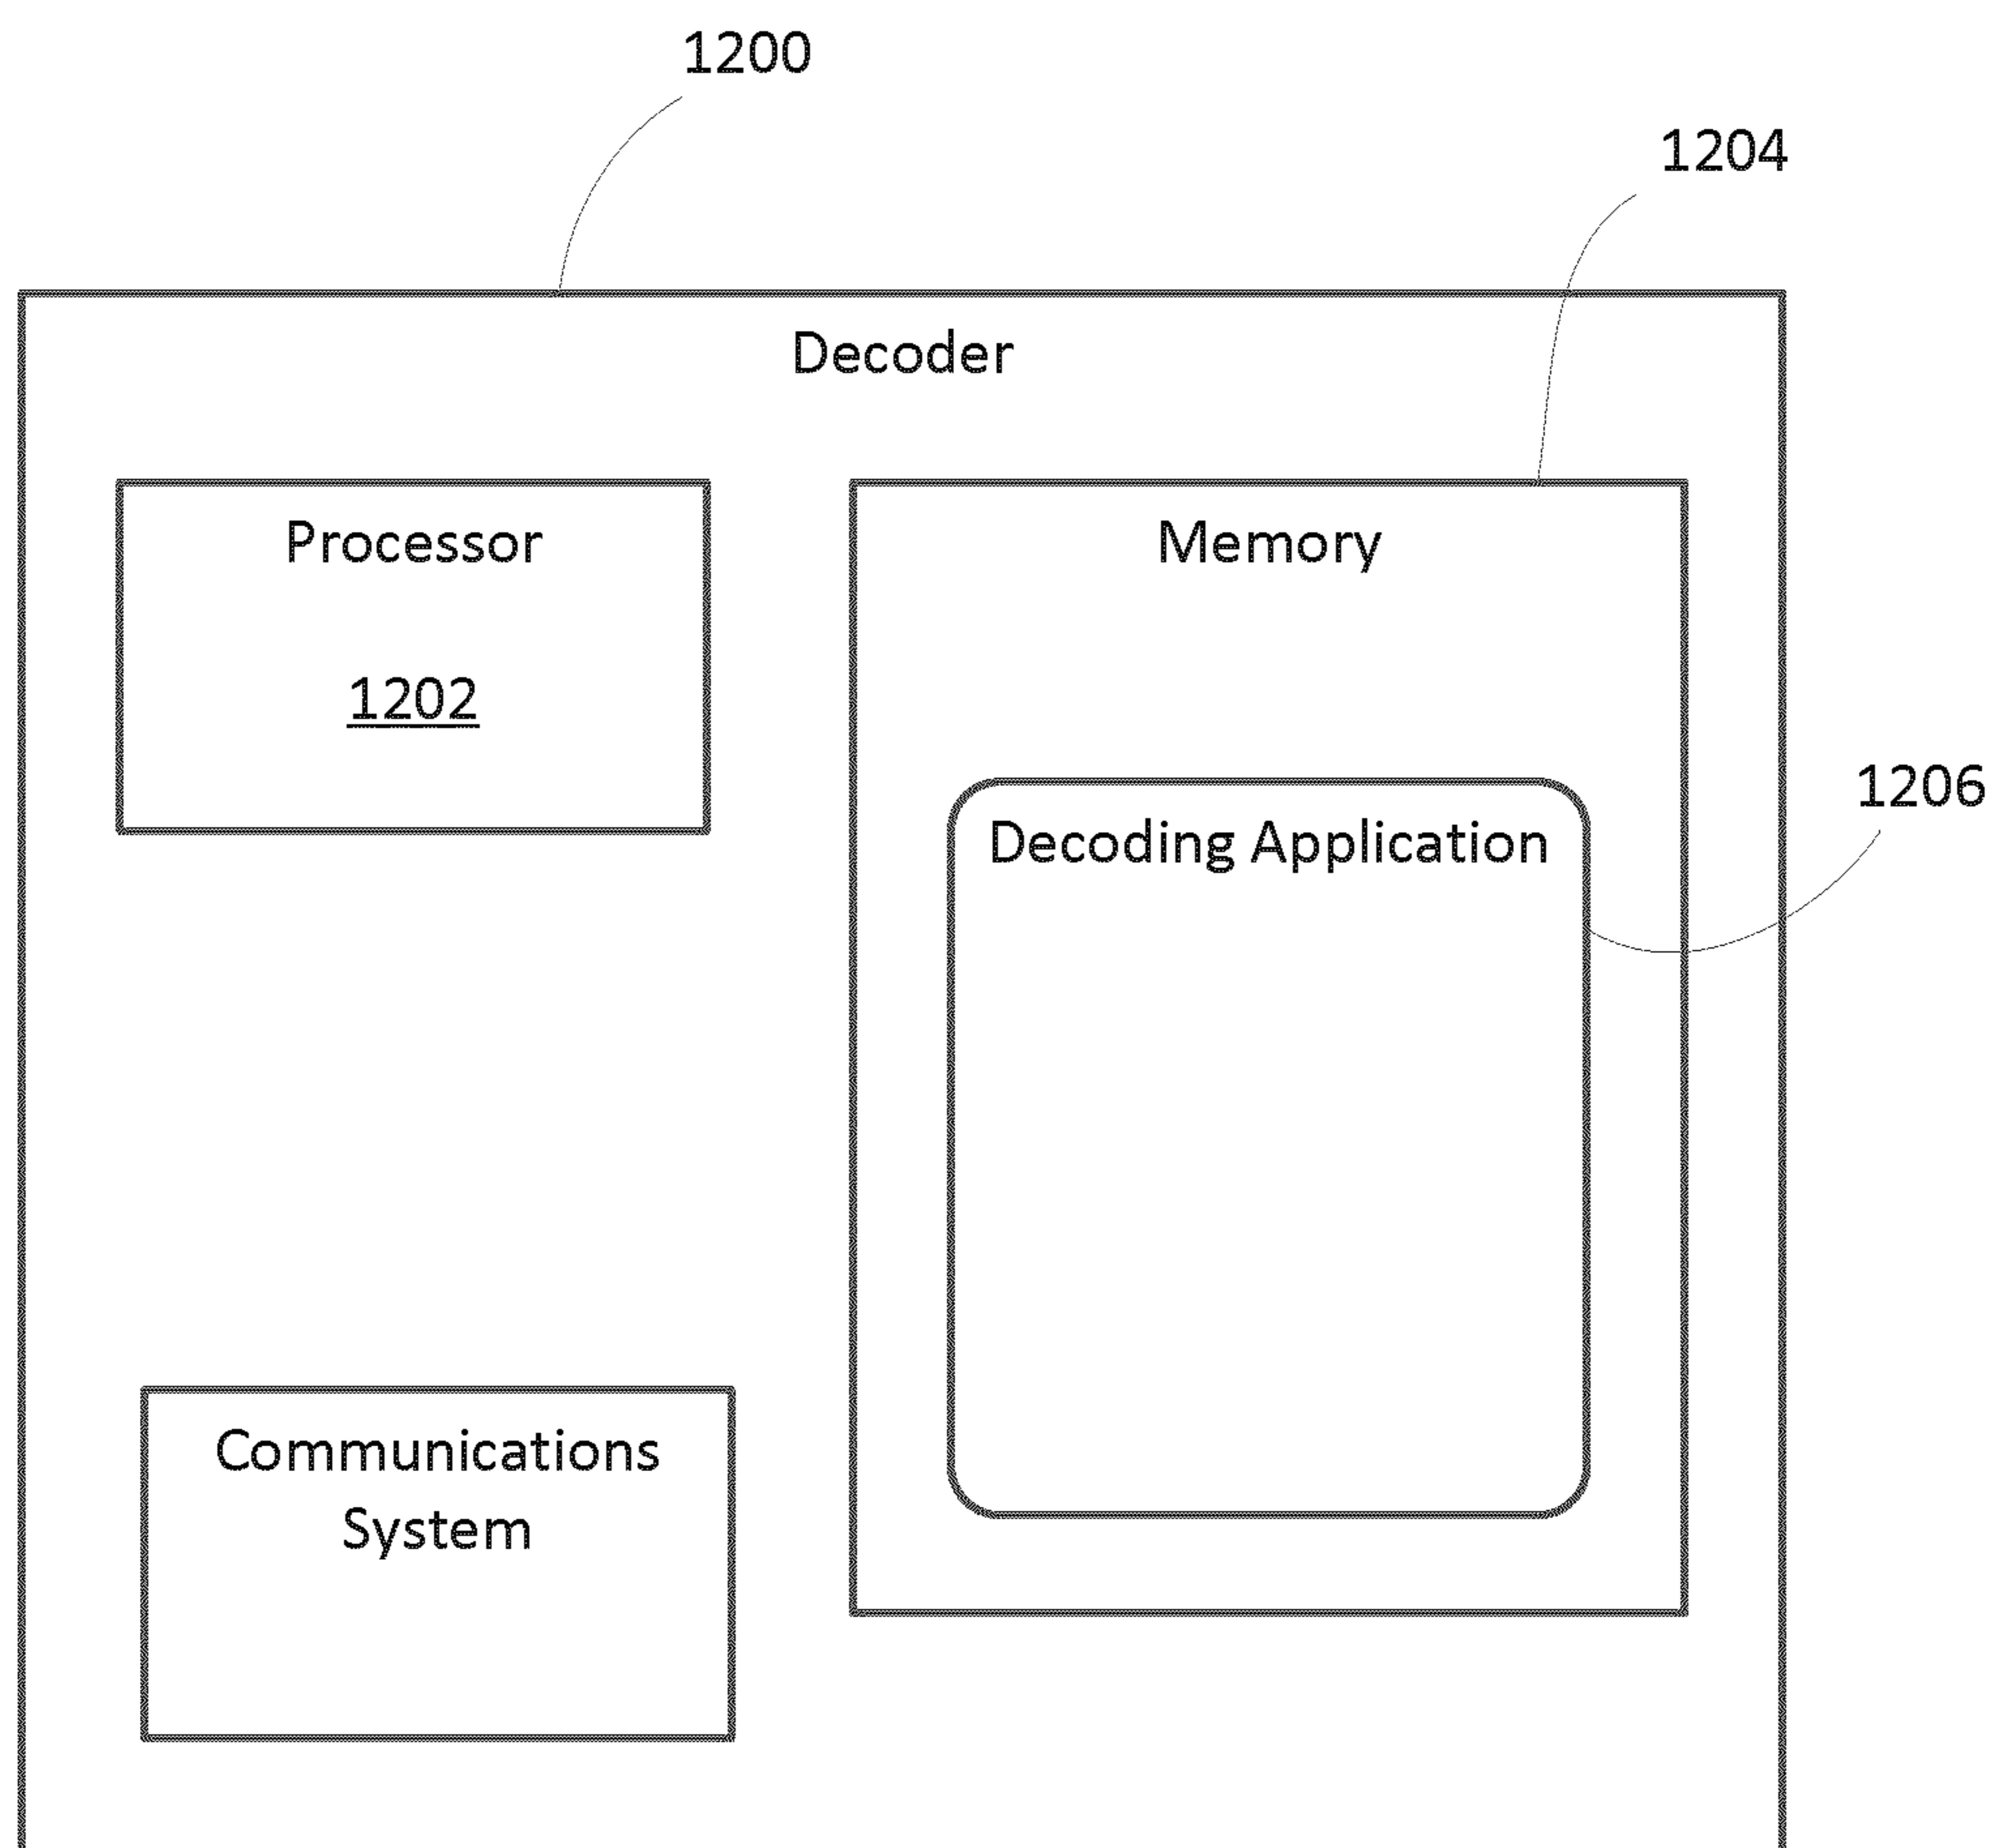 1200
1204
Decoder
Processor
1202
Memory
1206
Decoding Application
Communications
System